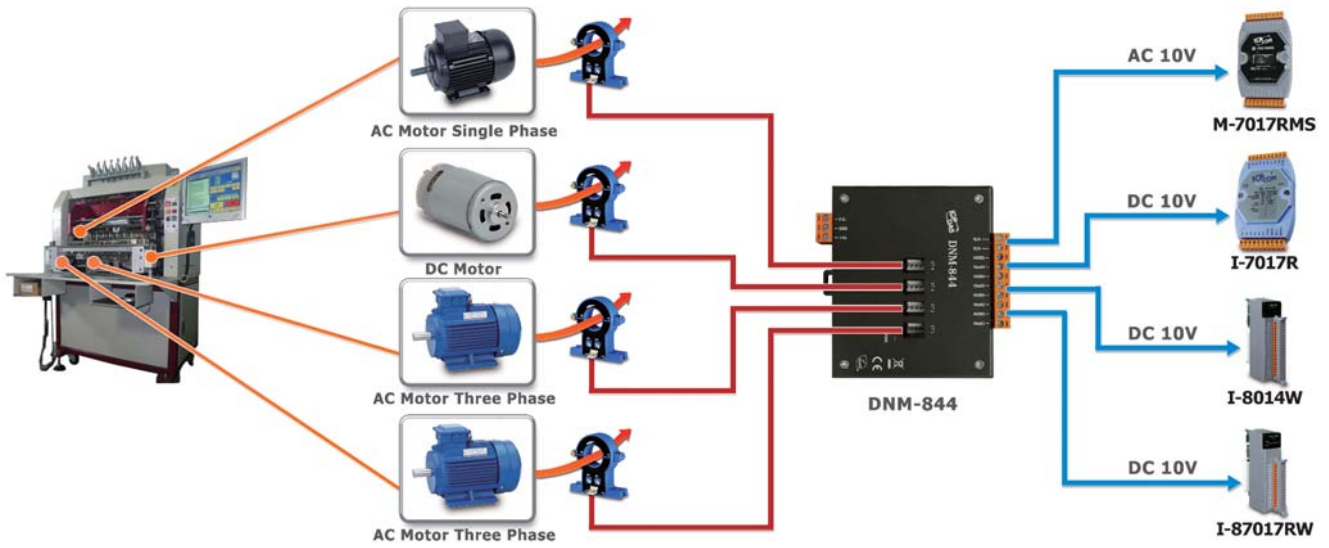 AC Motor Single Phase
DC Motor
AC Motor Three Phase
AC Motor Three Phase
DNM-844
DNM-844
AC 10V
M-7017RMS
DC 10V
I-7017R
DC 10V
I-8014W
DC 10V
I-87017RW